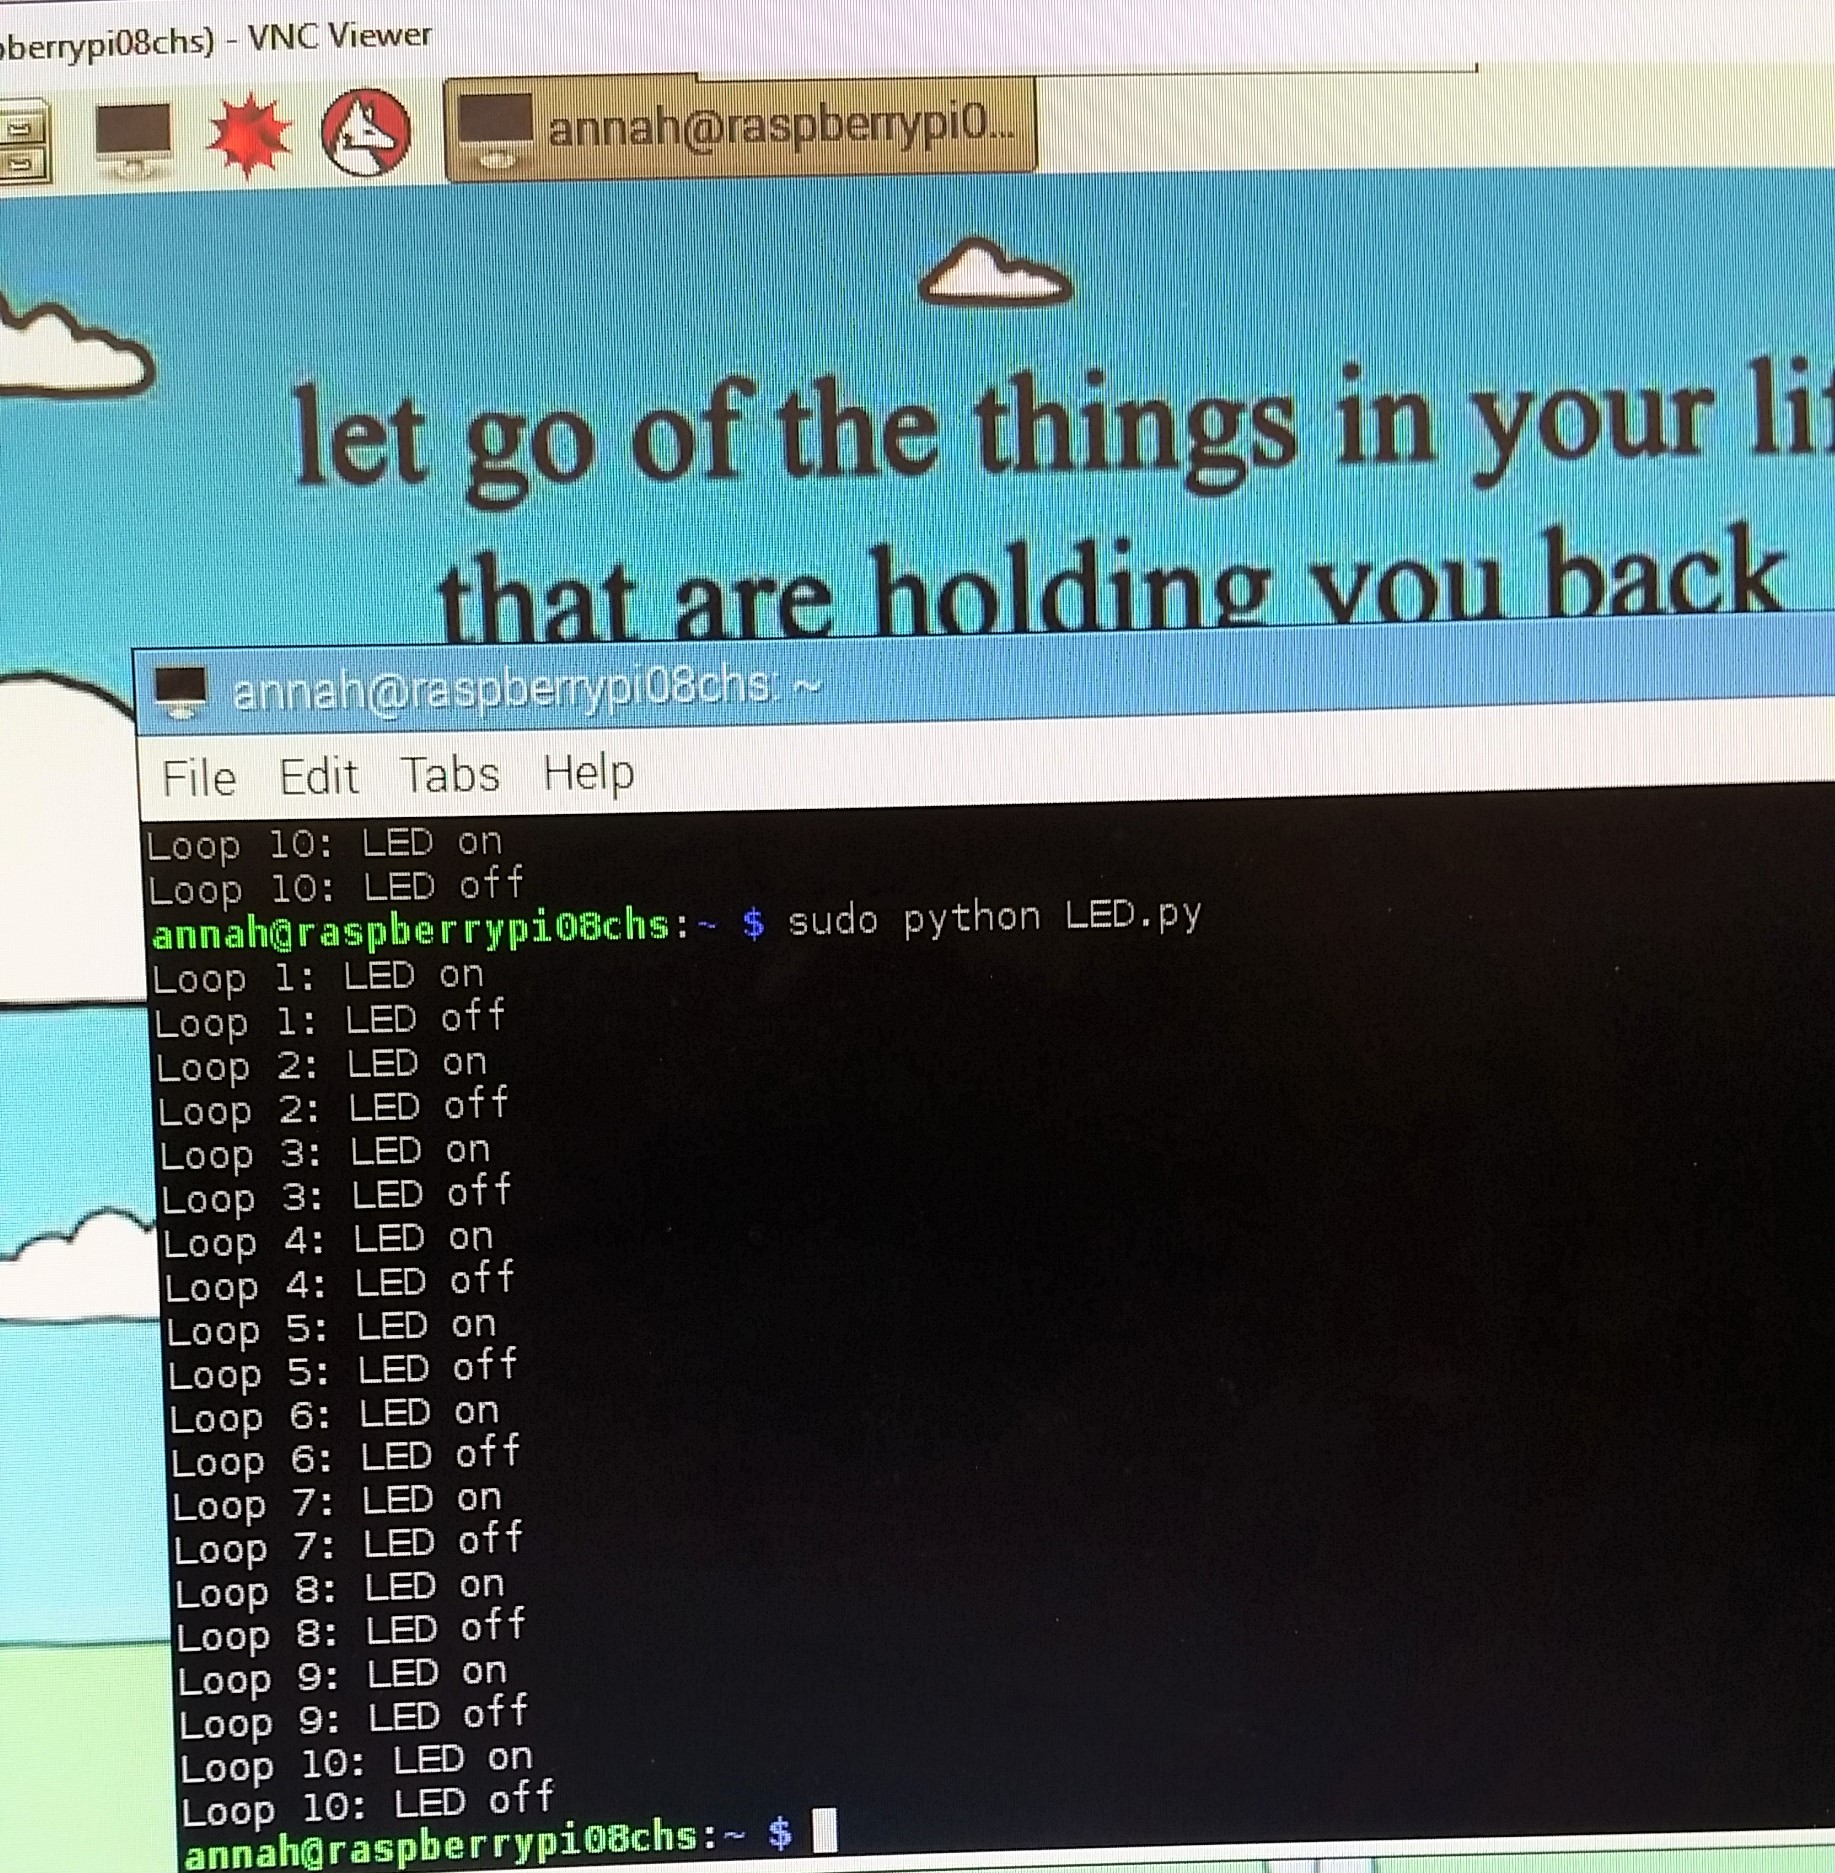 pberrypi08chs) - VNC Viewer
annah@raspberrypi0...
let go of the things in your
that are holding you back
annah@raspberrypi08chs: ~
File Edit Tabs Help
Loop 10: LED on
Loop 10: LED off
annah@raspberrypi08chs:~ $ sudo python LED.py
Loop 1: LED on
Loop 1: LED off
Loop 2: LED on
Loop 2: LED off
Loop 3: LED on
Loop 3: LED off
Loop 4: LED on
Loop 4: LED off
Loop 5: LED on
Loop 5: LED off
Loop 6: LED on
Loop 6: LED off
Loop 7: LED on
Loop 7: LED off
Loop 8: LED on
Loop 8: LED off
Loop 9: LED on
Loop 9: LED off
Loop 10: LED on
Loop 10: LED off
annah@raspberrypi08chs:~ $